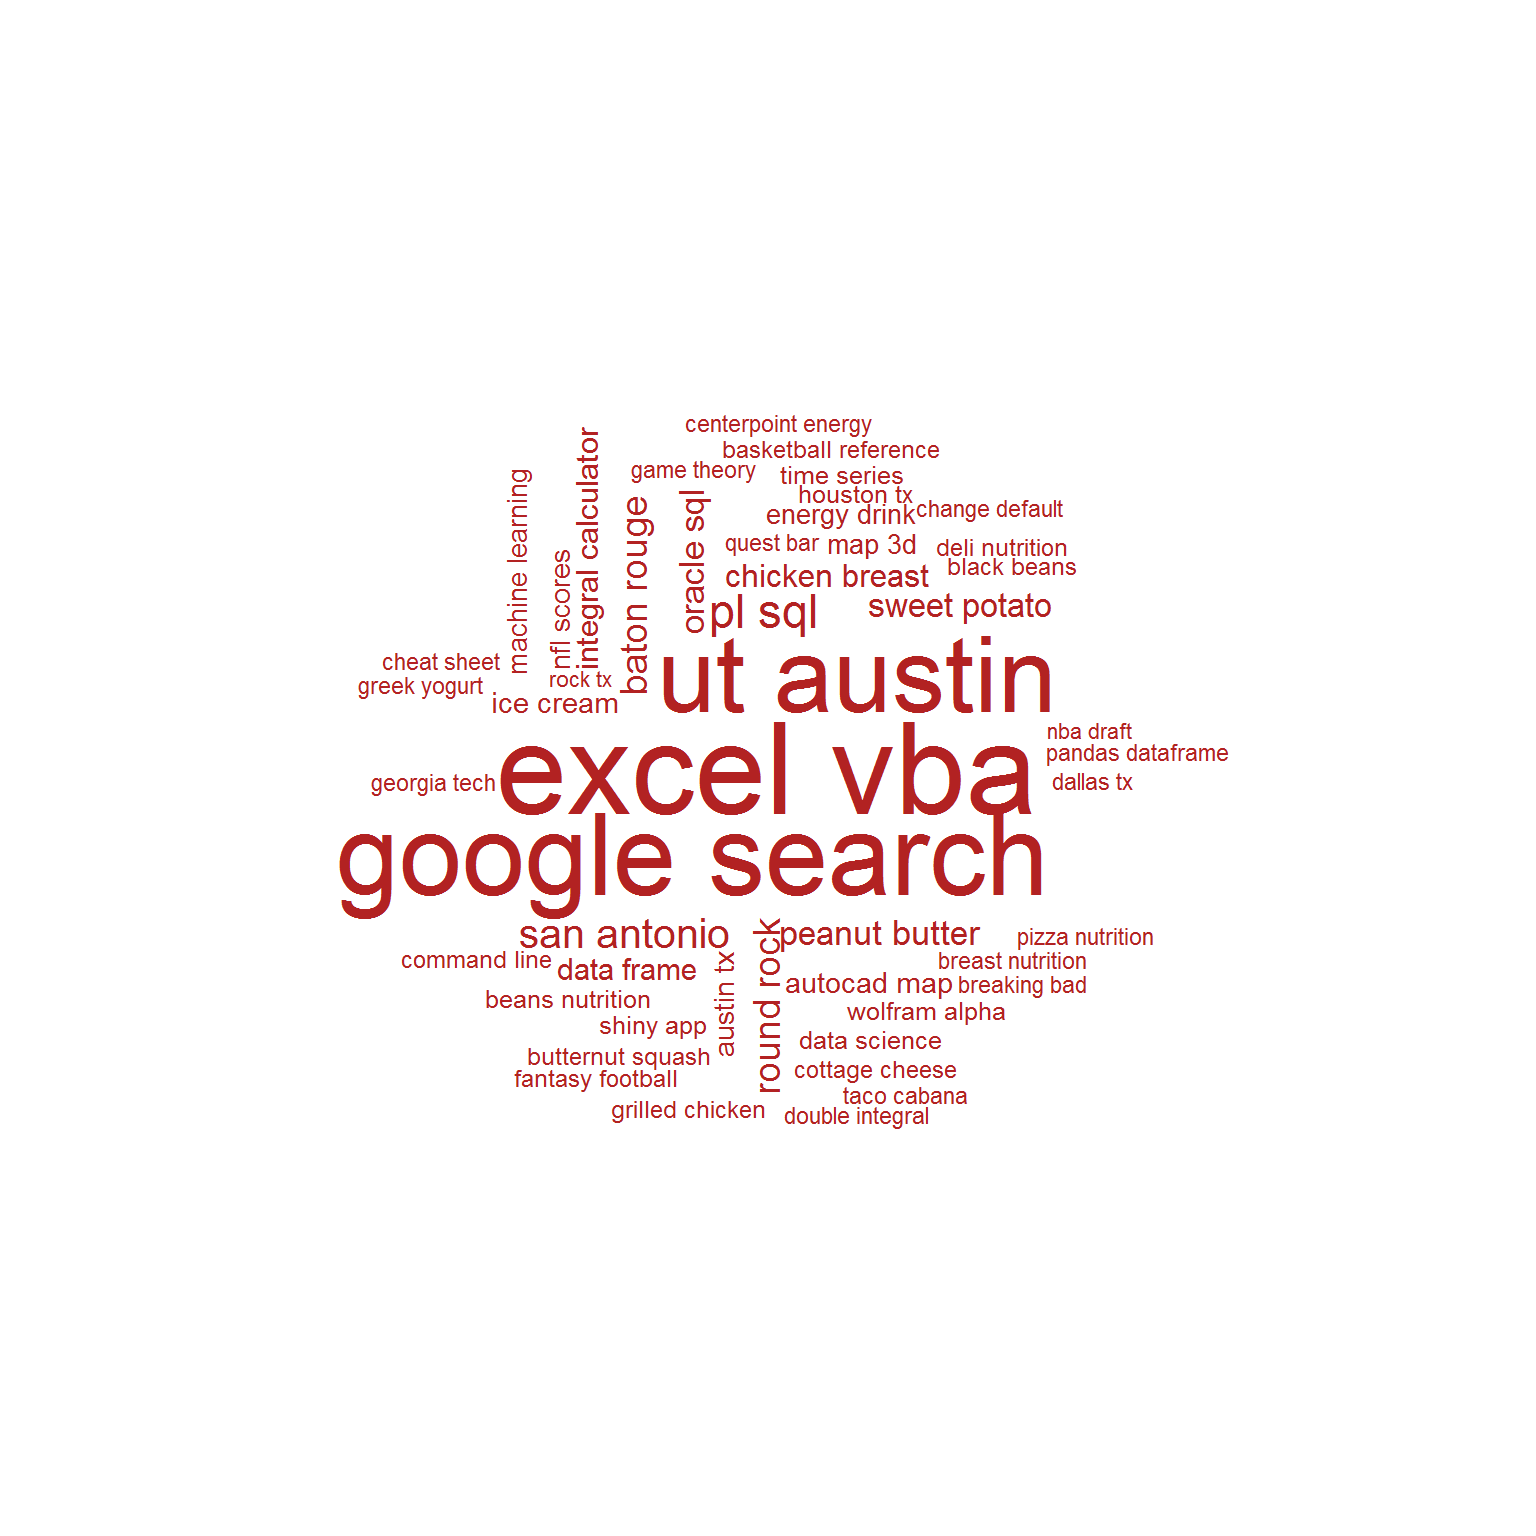 centerpoint energy
basketball reference
game theory
time series
houston tx
energy drink
change default
machine learning
nfl scores
integral calculator
baton rouge
oracle sql
quest bar
map 3d
deli nutrition
black beans
chicken breast
pl sql
sweet potato
cheat sheet
greek yogurt
rock tx
ice cream
ut austin
excel vba
nba draft
pandas dataframe
dallas tx
georgia tech
google search
san antonio
round rock
peanut butter
pizza nutrition
command line
data frame
austin tx
breast nutrition
autocad map
breaking bad
beans nutrition
wolfram alpha
shiny app
data science
butternut squash
cottage cheese
fantasy football
taco cabana
grilled chicken
double integral